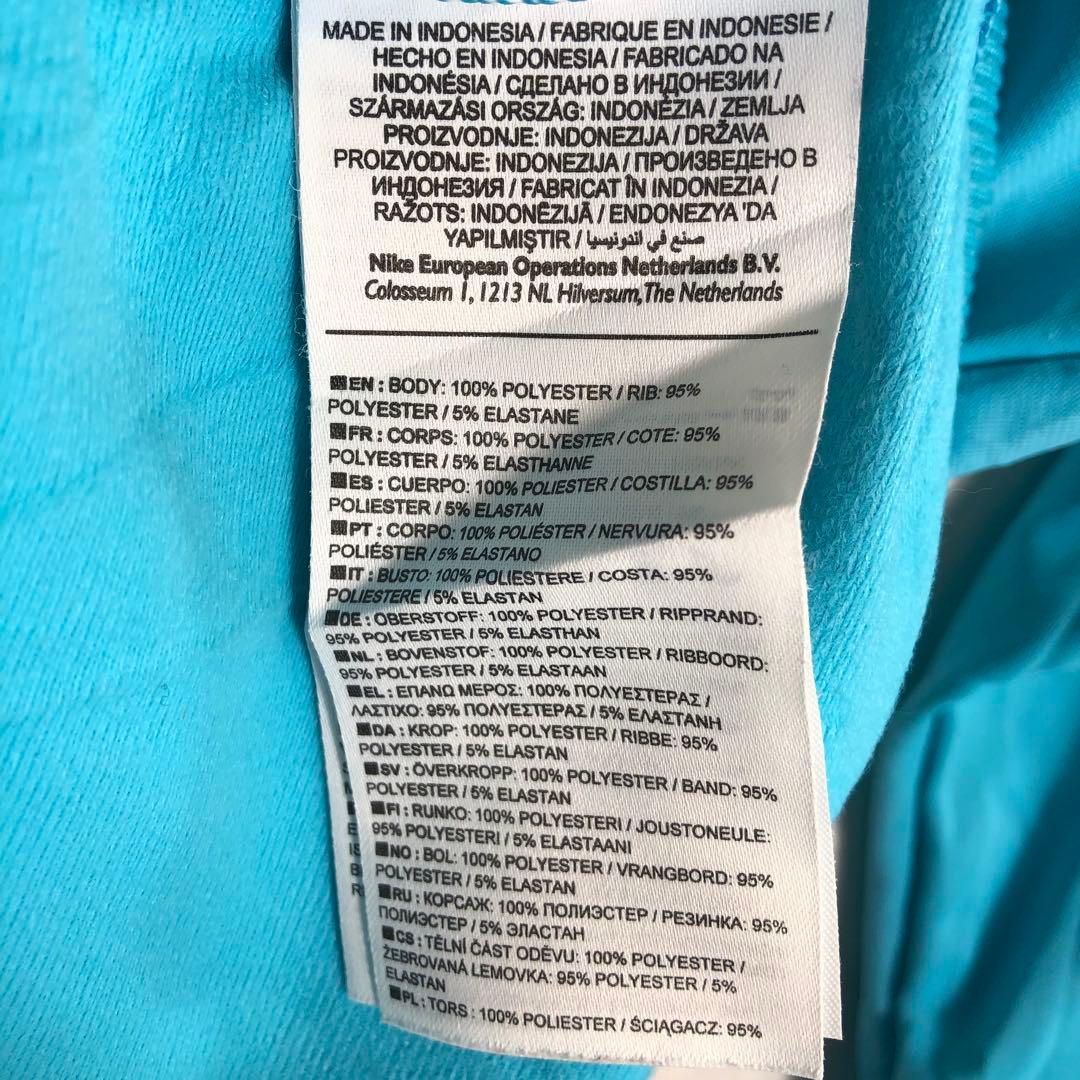 MADE IN INDONESIA / FABRIQUE EN INDONESIE /
HECHO EN INDONESIA / FABRICADO NA
INDONÉSIA / СДЕЛАНО В ИНДОНЕЗИИ /
SZÁRMAZÁSI ORSZÁG: INDONÉZIA / ZEMLJA
PROIZVODNJE: INDONEZIJA / DRŽAVA
PROIZVODNJE: INDONEZIJA / ПРОИЗВЕДЕНО В
ИНДОНЕЗИЯ / FABRICAT ÎN INDONEZIA /
RAŽOTS: INDONĒZIJĀ / ENDONEZYA 'DA
YAPILMIŞTIR / صنع في اندونيسيا
Nike European Operations Netherlands B.V.
Colosseum 1, 1213 NL Hilversum, The Netherlands
EN : BODY: 100% POLYESTER / RIB: 95%
POLYESTER / 5% ELASTANE
FR : CORPS: 100% POLYESTER / COTE: 95%
POLYESTER / 5% ELASTHANNE
ES : CUERPO: 100% POLIESTER / COSTILLA: 95%
POLIESTER / 5% ELASTAN
PT : CORPO: 100% POLIÉSTER / NERVURA: 95%
POLIÉSTER / 5% ELASTANO
IT : BUSTO: 100% POLIESTERE / COSTA: 95%
POLIESTERE / 5% ELASTAN
DE : OBERSTOFF: 100% POLYESTER / RIPPRAND:
95% POLYESTER / 5% ELASTHAN
NL : BOVENSTOF: 100% POLYESTER / RIBBOORD:
95% POLYESTER / 5% ELASTAAN
EL : ΕΠΑΝΩ ΜΕΡΟΣ: 100% ΠΟΛΥΕΣΤΕΡΑΣ /
ΛΑΣΤΙΧΟ: 95% ΠΟΛΥΕΣΤΕΡΑΣ / 5% ΕΛΑΣΤΑΝΗ
DA : KROP: 100% POLYESTER / RIBBE: 95%
POLYESTER / 5% ELASTAN
SV : ÖVERKROPP: 100% POLYESTER / BAND: 95%
POLYESTER / 5% ELASTAN
FI : RUNKO: 100% POLYESTERI / JOUSTONEULE:
95% POLYESTERI / 5% ELASTAANI
NO : BOL: 100% POLYESTER / VRANGBORD: 95%
POLYESTER / 5% ELASTAN
RU : КОРСАЖ: 100% ПОЛИЭСТЕР / РЕЗИНКА: 95%
ПОЛИЭСТЕР / 5% ЭЛАСТАН
CS : TĚLNÍ ČÁST ODĚVU: 100% POLYESTER /
ŽEBROVANÁ LEMOVKA: 95% POLYESTER / 5%
ELASTAN
PL : TORS : 100% POLIESTER / ŚCIĄGACZ: 95%